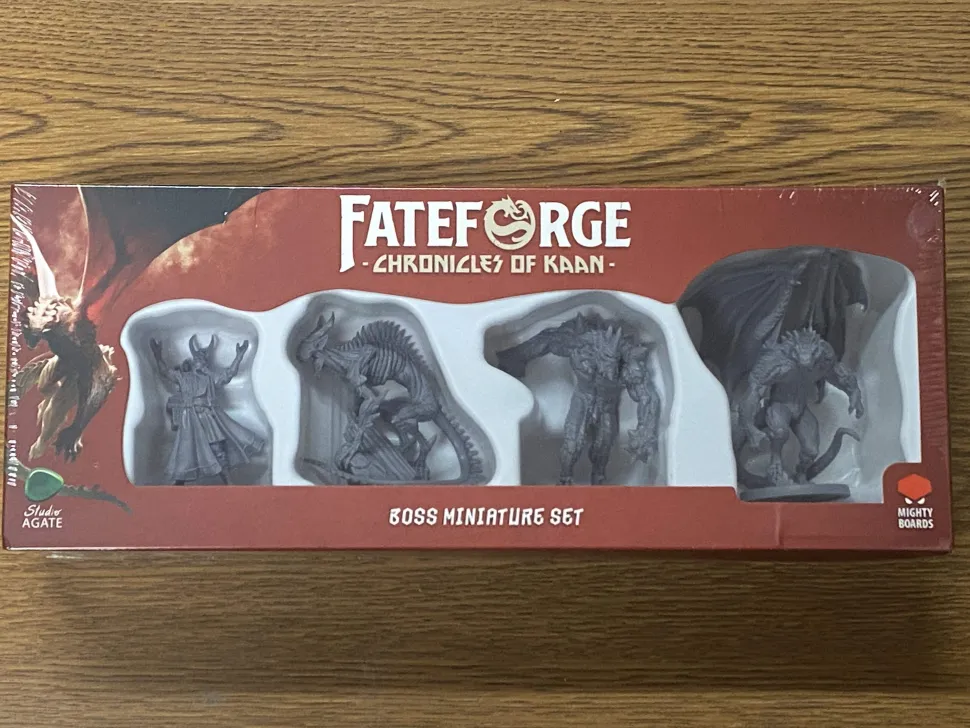 FATEFORGE
- CHRONICLES OF KAAN -
BOSS MINIATURE SET
Studio
AGATE
MIGHTY
BOARDS